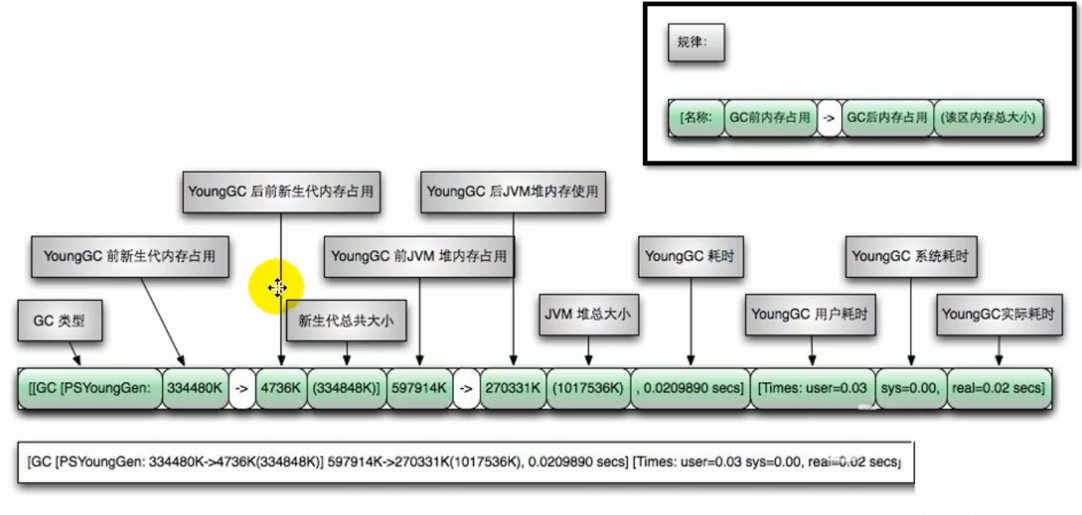 规律：
[名称: GC前内存占用 -> GC后内存占用 (该区内存总大小)
YoungGC 后前新生代内存占用 YoungGC 后JVM堆内存使用
YoungGC 前新生代内存占用 YoungGC 前JVM 堆内存占用 YoungGC 耗时 YoungGC 系统耗时
GC 类型 新生代总共大小 JVM 堆总大小 YoungGC 用户耗时 YoungGC实际耗时
[[GC [PSYoungGen: 334480K -> 4736K (334848K)] 597914K -> 270331K (1017536K) , 0.0209890 secs] [Times: user=0.03 sys=0.00, real=0.02 secs]
[GC [PSYoungGen: 334480K->4736K(334848K)] 597914K->270331K(1017536K), 0.0209890 secs] [Times: user=0.03 sys=0.00, real=0.02 secs]